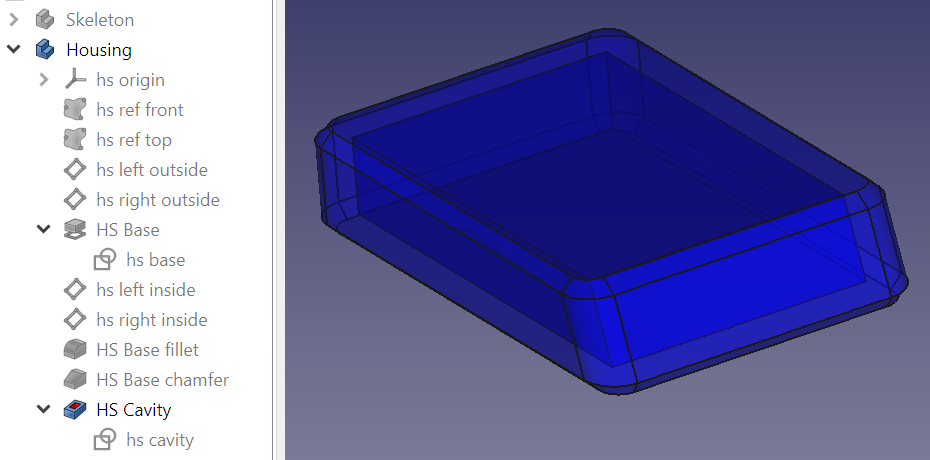 Skeleton
Housing
hs origin
hs ref front
hs ref top
hs left outside
hs right outside
HS Base
hs base
hs left inside
hs right inside
HS Base fillet
HS Base chamfer
HS Cavity
hs cavity